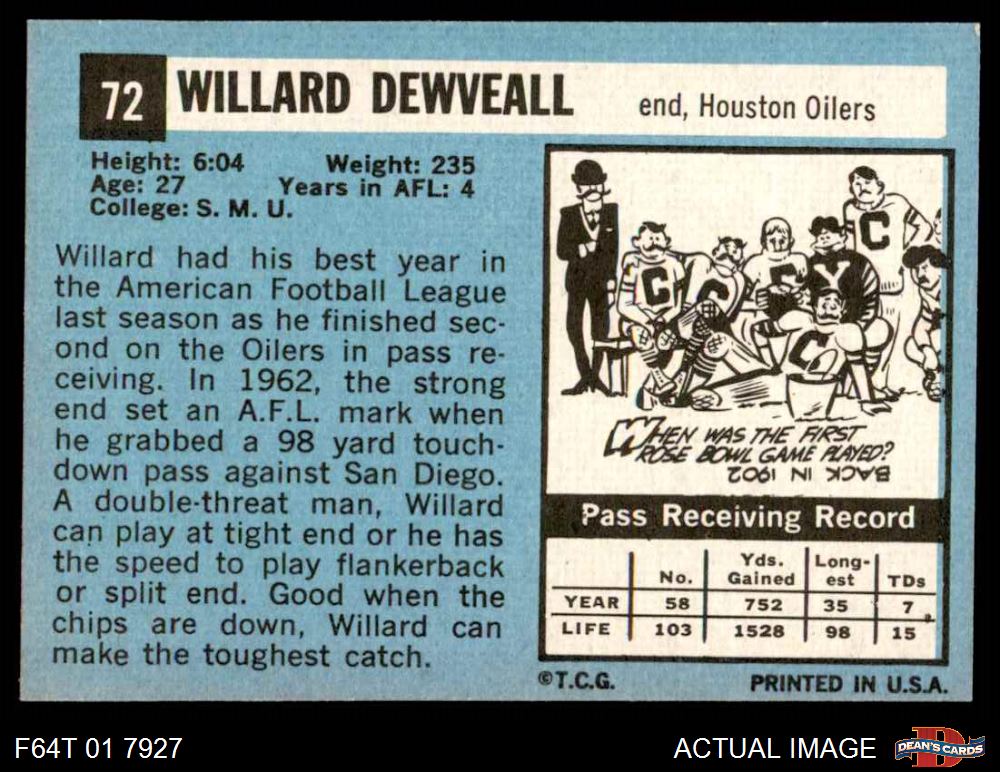 72 WILLARD DEWVEALL end, Houston Oilers
Height: 6:04 Weight: 235
Age: 27 Years in AFL: 4
College: S. M. U.
Willard had his best year in
the American Football League
last season as he finished sec-
ond on the Oilers in pass re-
ceiving. In 1962, the strong
end set an A.F.L. mark when
he grabbed a 98 yard touch-
down pass against San Diego.
A double-threat man, Willard
can play at tight end or he has
the speed to play flankerback
or split end. Good when the
chips are down, Willard can
make the toughest catch.
C
C
C
Y
C
C
WHEN WAS THE FIRST
ROSE BOWL GAME PLAYED?
BACK IN 1902
Pass Receiving Record
No. Yds. Gained Long-est TDs
YEAR 58 752 35 7
LIFE 103 1528 98 15
©T.C.G. PRINTED IN U.S.A.
F64T 01 7927 ACTUAL IMAGE D DEAN'S CARDS